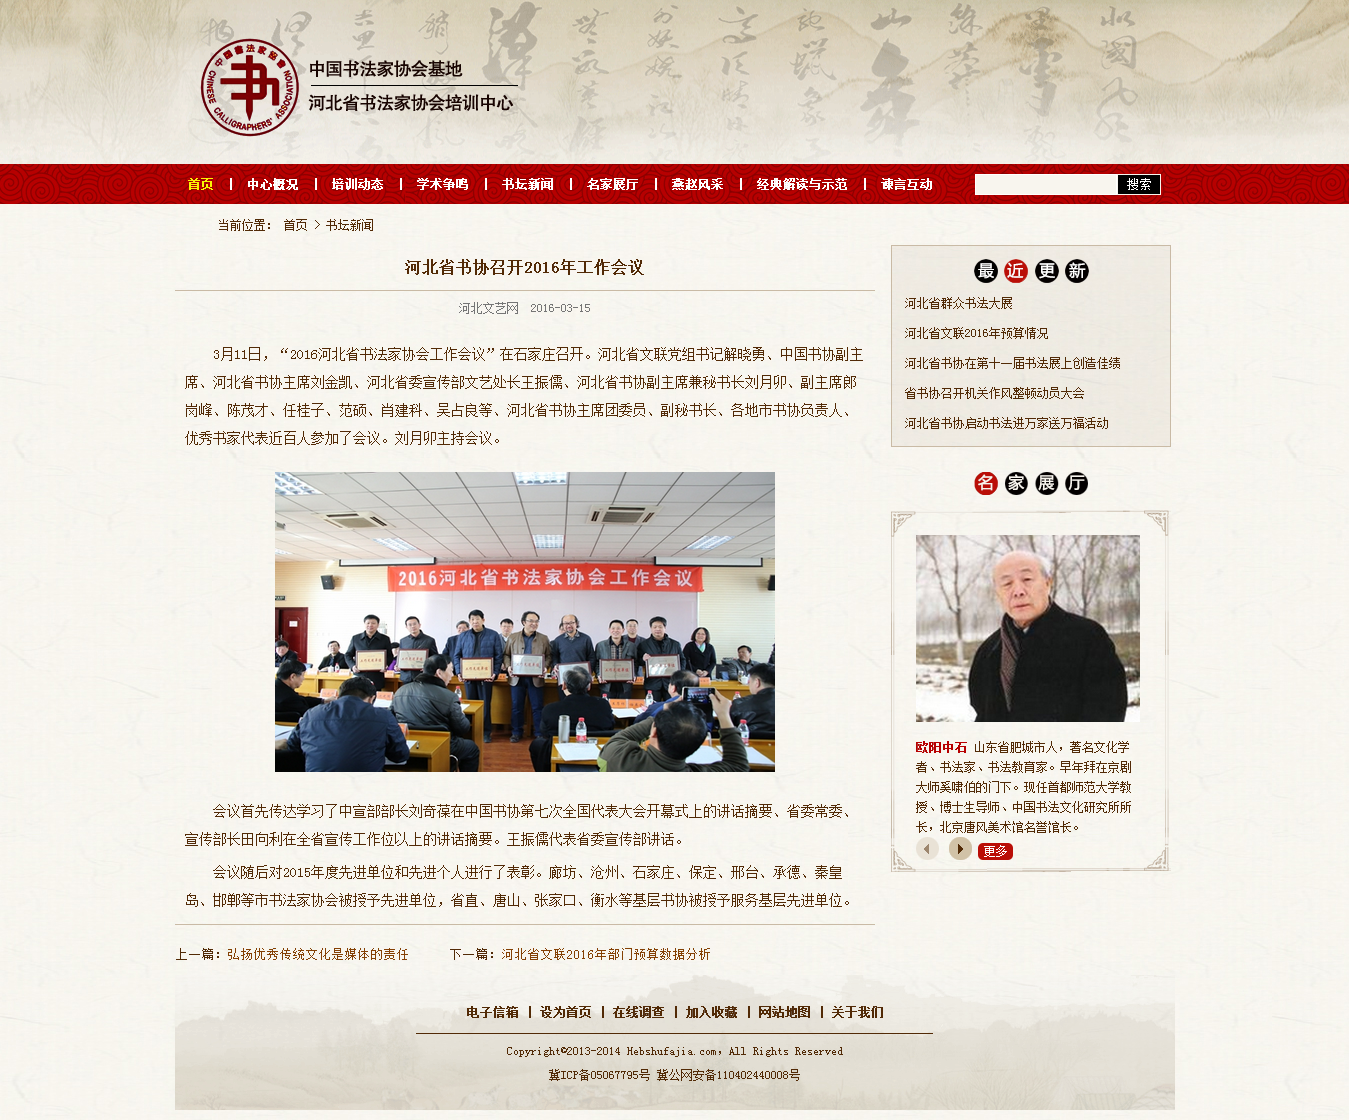 中国书法家协会基地
河北省书法家协会培训中心
CHINESE CALLIGRAPHERS' ASSOCIATION
首页 中心概况 培训动态 学术争鸣 书坛新闻 名家展厅 燕赵风采 经典解读与示范 谏言互动 搜索
当前位置： 首页 > 书坛新闻
河北省书协召开2016年工作会议
河北文艺网 2016-03-15
3月11日，“2016河北省书法家协会工作会议”在石家庄召开。河北省文联党组书记解晓勇、中国书协副主
席、河北省书协主席刘金凯、河北省委宣传部文艺处长王振儒、河北省书协副主席兼秘书长刘月卯、副主席郎
岗峰、陈茂才、任桂子、范硕、肖建科、吴占良等、河北省书协主席团委员、副秘书长、各地市书协负责人、
优秀书家代表近百人参加了会议。刘月卯主持会议。
2016河北省书法家协会工作会议
会议首先传达学习了中宣部部长刘奇葆在中国书协第七次全国代表大会开幕式上的讲话摘要、省委常委、
宣传部长田向利在全省宣传工作位以上的讲话摘要。王振儒代表省委宣传部讲话。
会议随后对2015年度先进单位和先进个人进行了表彰。廊坊、沧州、石家庄、保定、邢台、承德、秦皇
岛、邯郸等市书法家协会被授予先进单位，省直、唐山、张家口、衡水等基层书协被授予服务基层先进单位。
上一篇：弘扬优秀传统文化是媒体的责任 下一篇：河北省文联2016年部门预算数据分析
最近更新
河北省群众书法大展
河北省文联2016年预算情况
河北省书协在第十一届书法展上创造佳绩
省书协召开机关作风整顿动员大会
河北省书协启动书法进万家送万福活动
名家展厅
欧阳中石 山东省肥城市人，著名文化学
者、书法家、书法教育家。早年拜在京剧
大师奚啸伯的门下。现任首都师范大学教
授、博士生导师、中国书法文化研究所所
长，北京唐风美术馆名誉馆长。
更多
电子信箱 设为首页 在线调查 加入收藏 网站地图 关于我们
Copyright©2013-2014 Hebshufajia.com，All Rights Reserved
冀ICP备05067795号 冀公网安备110402440008号